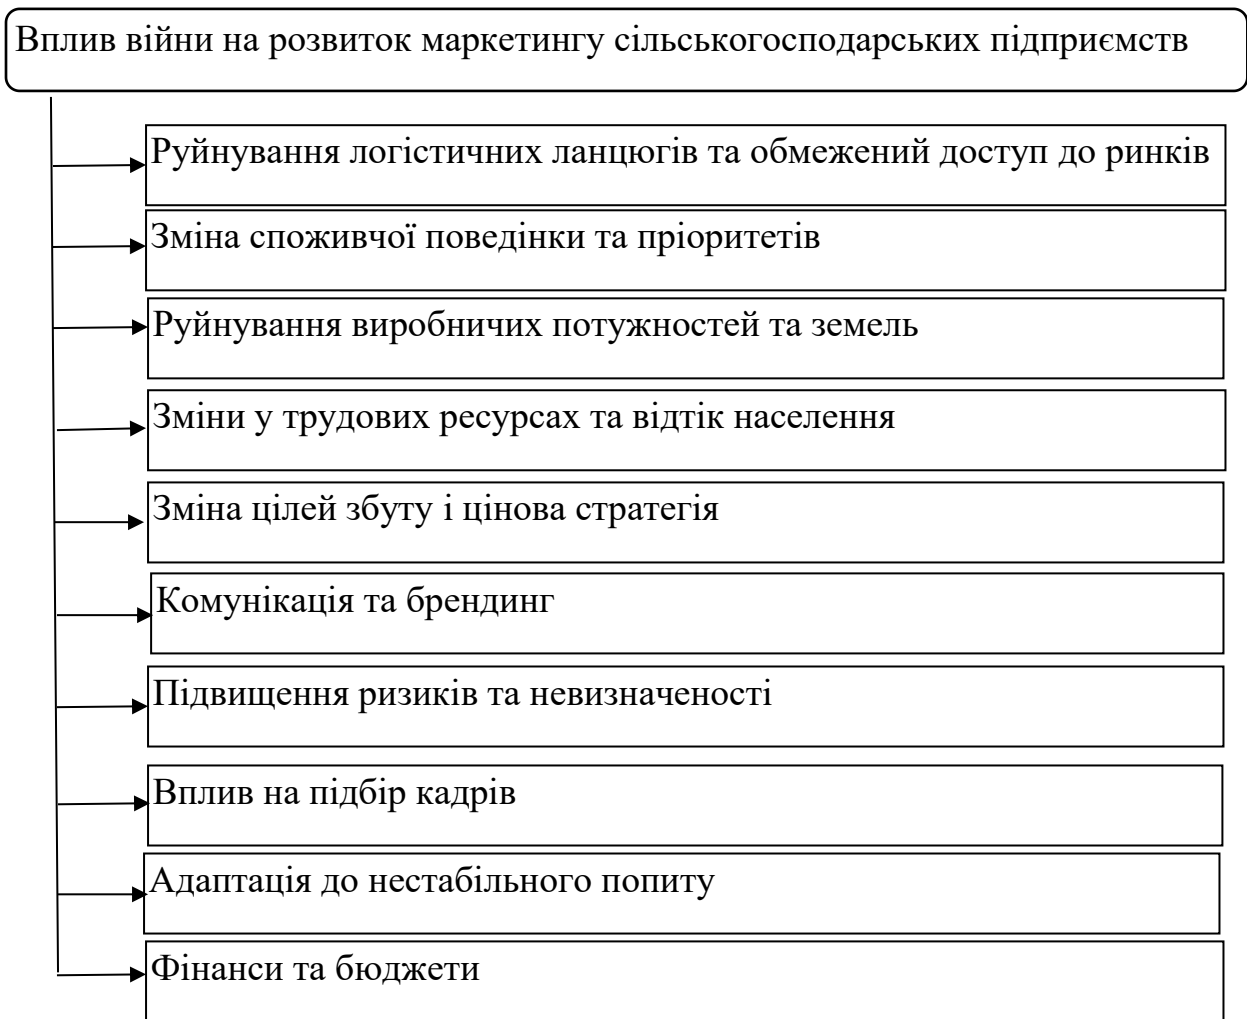 Вплив війни на розвиток маркетингу сільськогосподарських підприємств
Руйнування логістичних ланцюгів та обмежений доступ до ринків
Зміна споживчої поведінки та пріоритетів
Руйнування виробничих потужностей та земель
Зміни у трудових ресурсах та відтік населення
Зміна цілей збуту і цінова стратегія
Комунікація та брендинг
Підвищення ризиків та невизначеності
Вплив на підбір кадрів
Адаптація до нестабільного попиту
Фінанси та бюджети